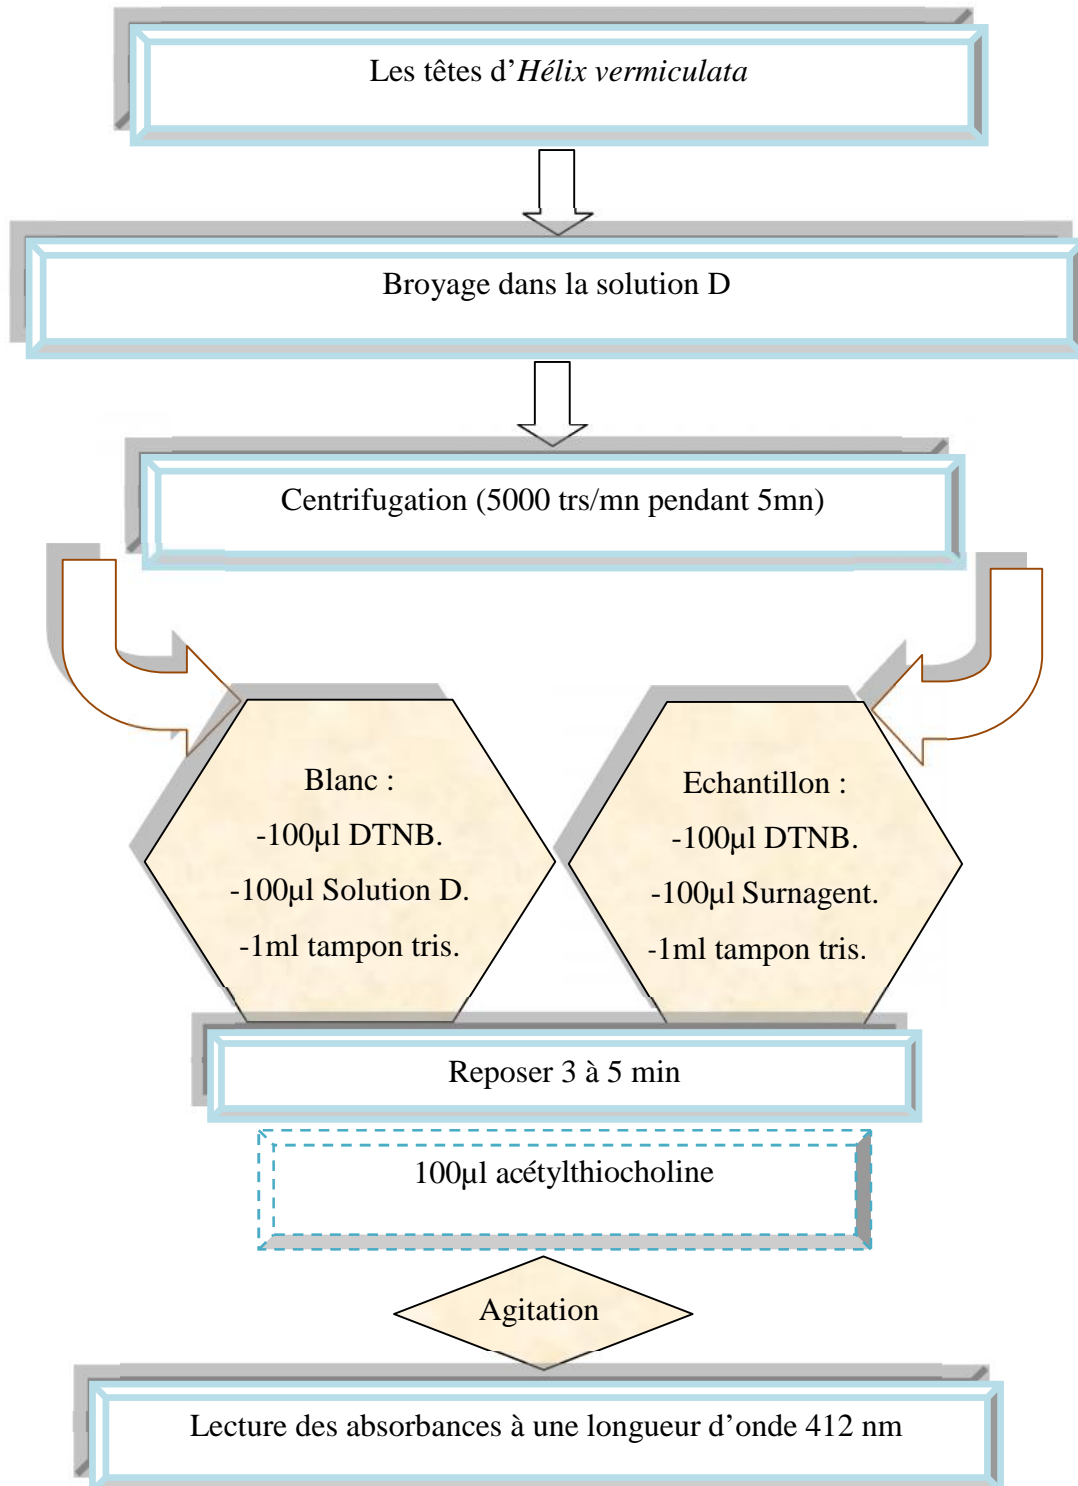 Les têtes d’Hélix vermiculata
Broyage dans la solution D
Centrifugation (5000 trs/mn pendant 5mn)
Blanc :
-100µl DTNB.
-100µl Solution D.
-1ml tampon tris.
Echantillon :
-100µl DTNB.
-100µl Surnagent.
-1ml tampon tris.
Reposer 3 à 5 min
100µl acétylthiocholine
Agitation
Lecture des absorbances à une longueur d’onde 412 nm